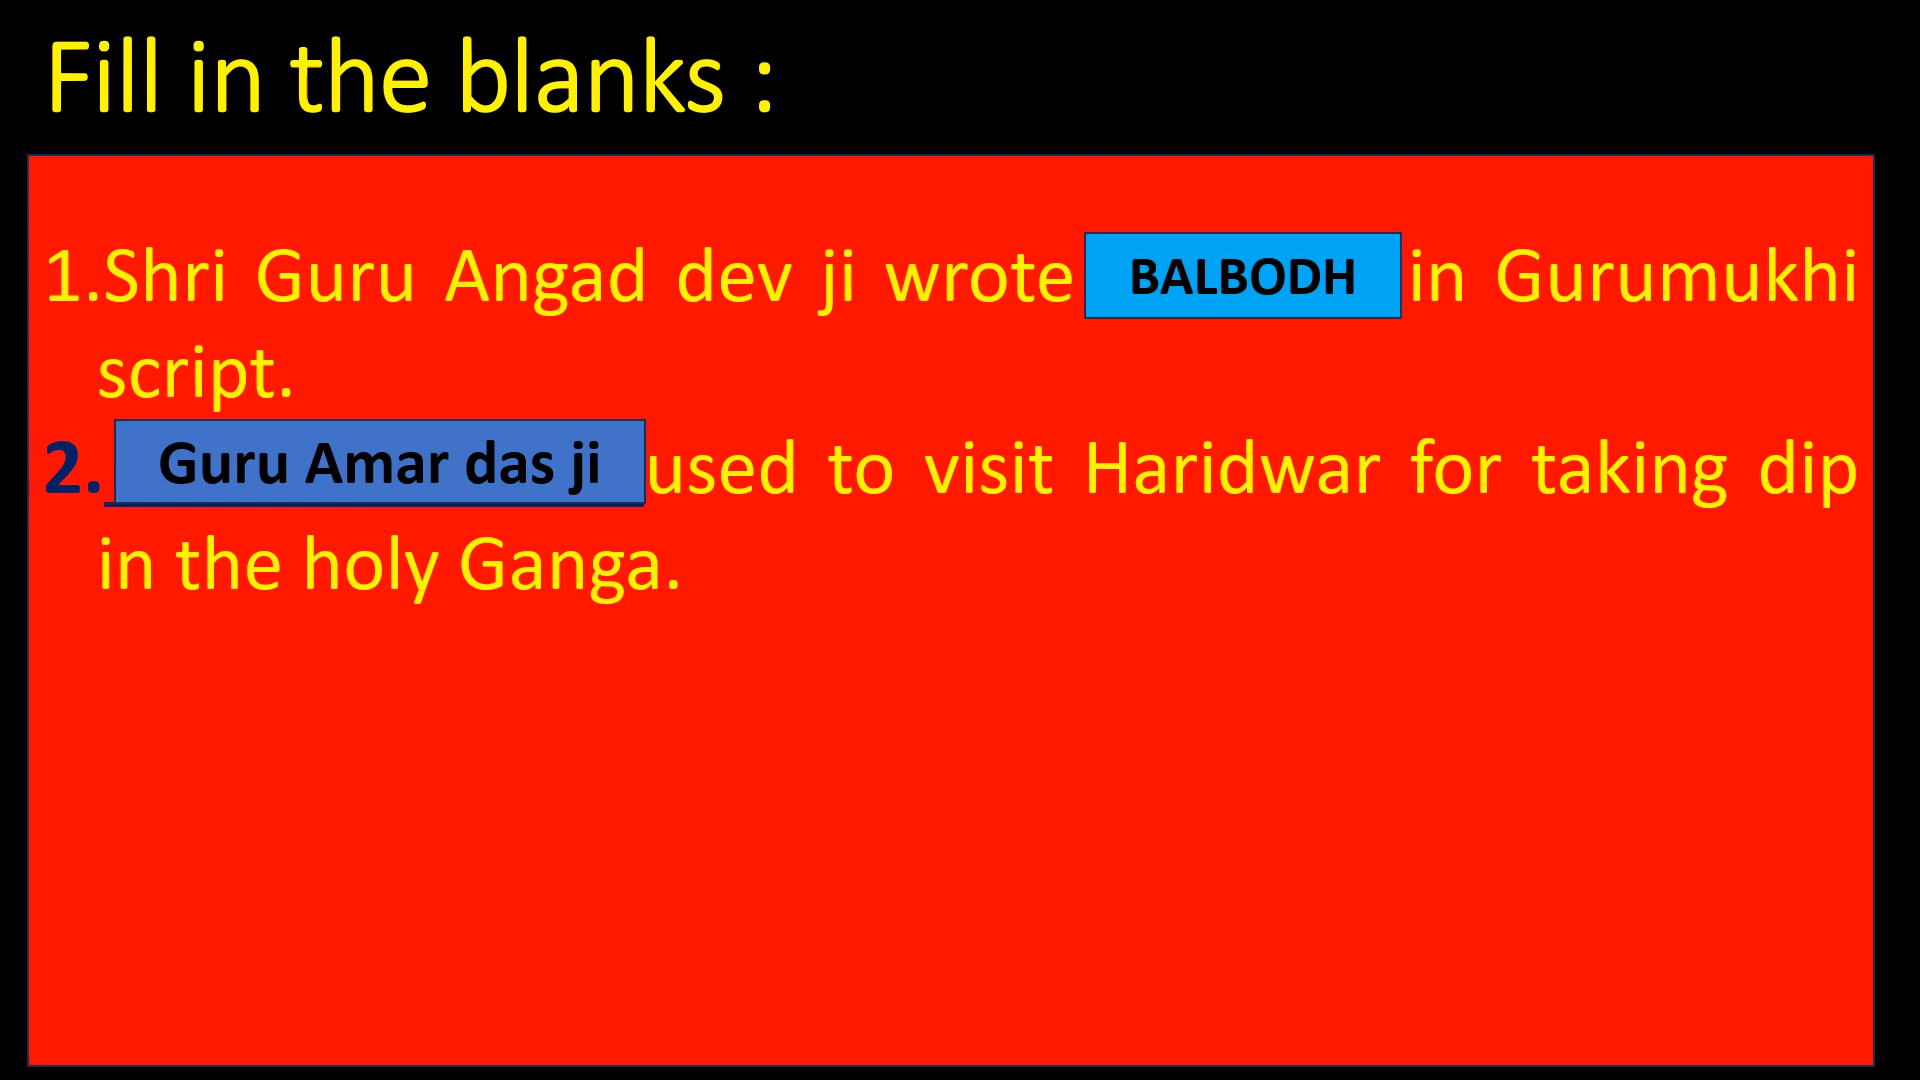 Fill in the blanks :
1.Shri Guru Angad dev ji wrote BALBODH in Gurumukhi
script.
2. Guru Amar das ji used to visit Haridwar for taking dip
in the holy Ganga.